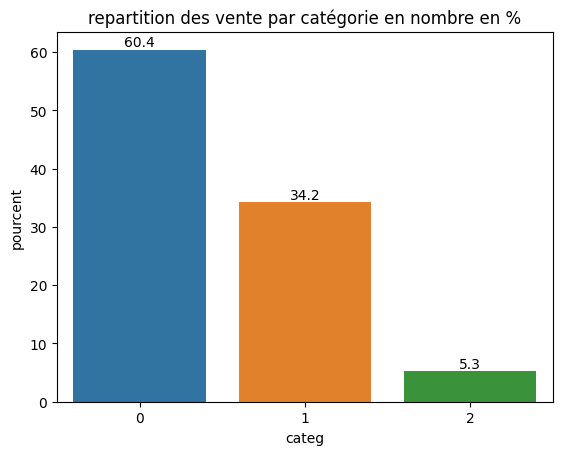 repartition des vente par catégorie en nombre en %
60.4
60
50
40
34.2
30
20
10
5.3
0
pourcent
0 1 2
categ